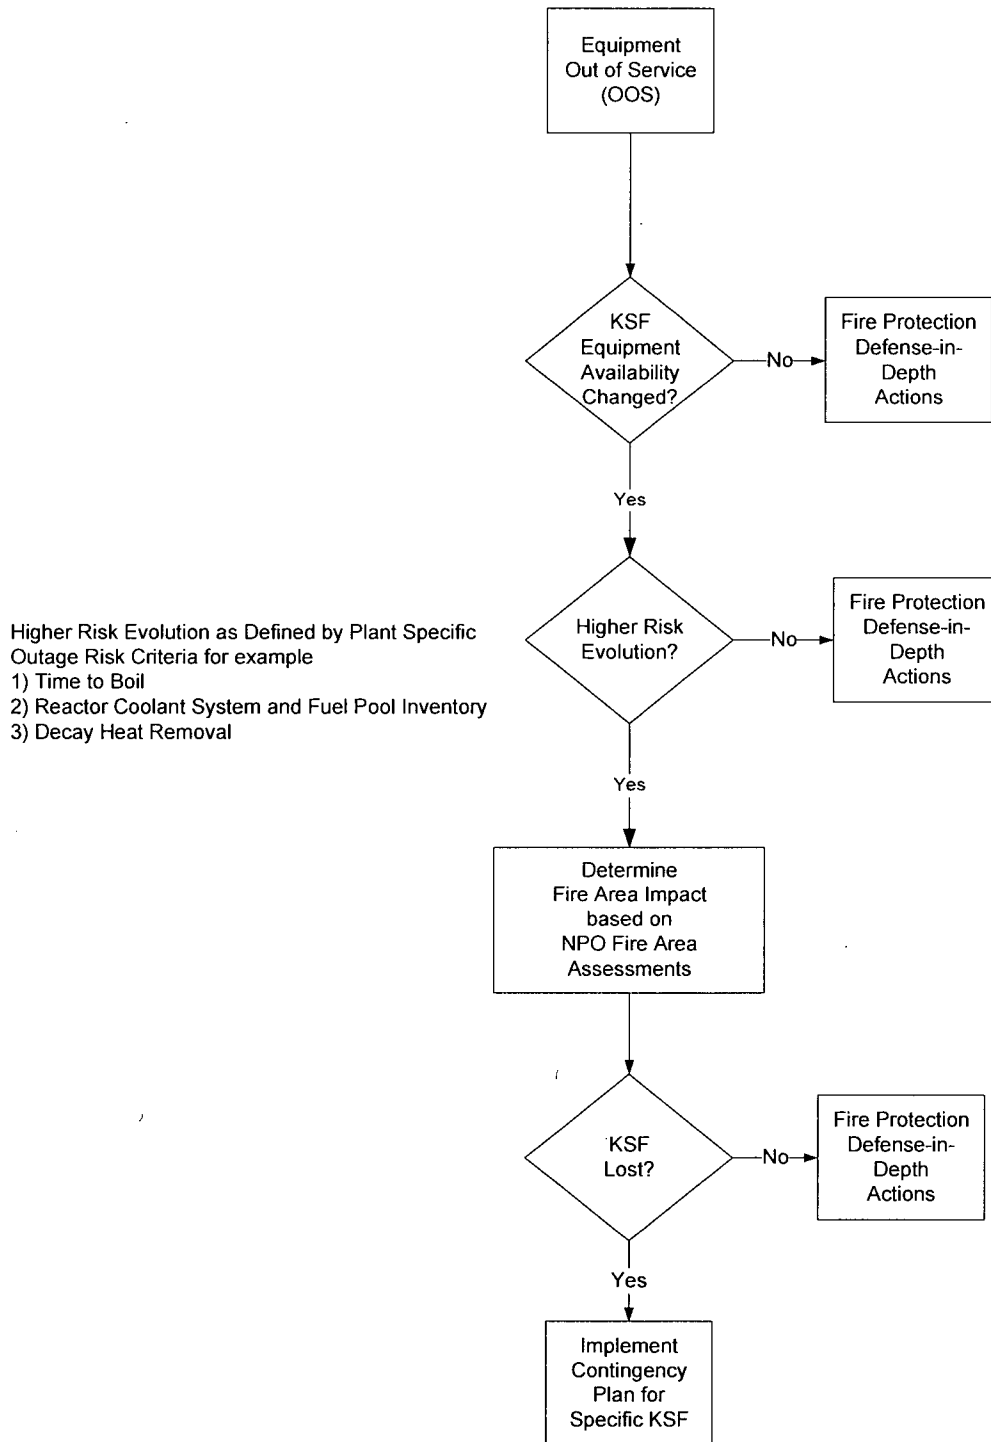 Equipment
Out of Service
(OOS)
KSF
Equipment
Availability
Changed?
No
Fire Protection
Defense-in-
Depth
Actions
Yes
Higher Risk Evolution as Defined by Plant Specific
Outage Risk Criteria for example
1) Time to Boil
2) Reactor Coolant System and Fuel Pool Inventory
3) Decay Heat Removal
Higher Risk
Evolution?
No
Fire Protection
Defense-in-
Depth
Actions
Yes
Determine
Fire Area Impact
based on
NPO Fire Area
Assessments
KSF
Lost?
No
Fire Protection
Defense-in-
Depth
Actions
Yes
Implement
Contingency
Plan for
Specific KSF